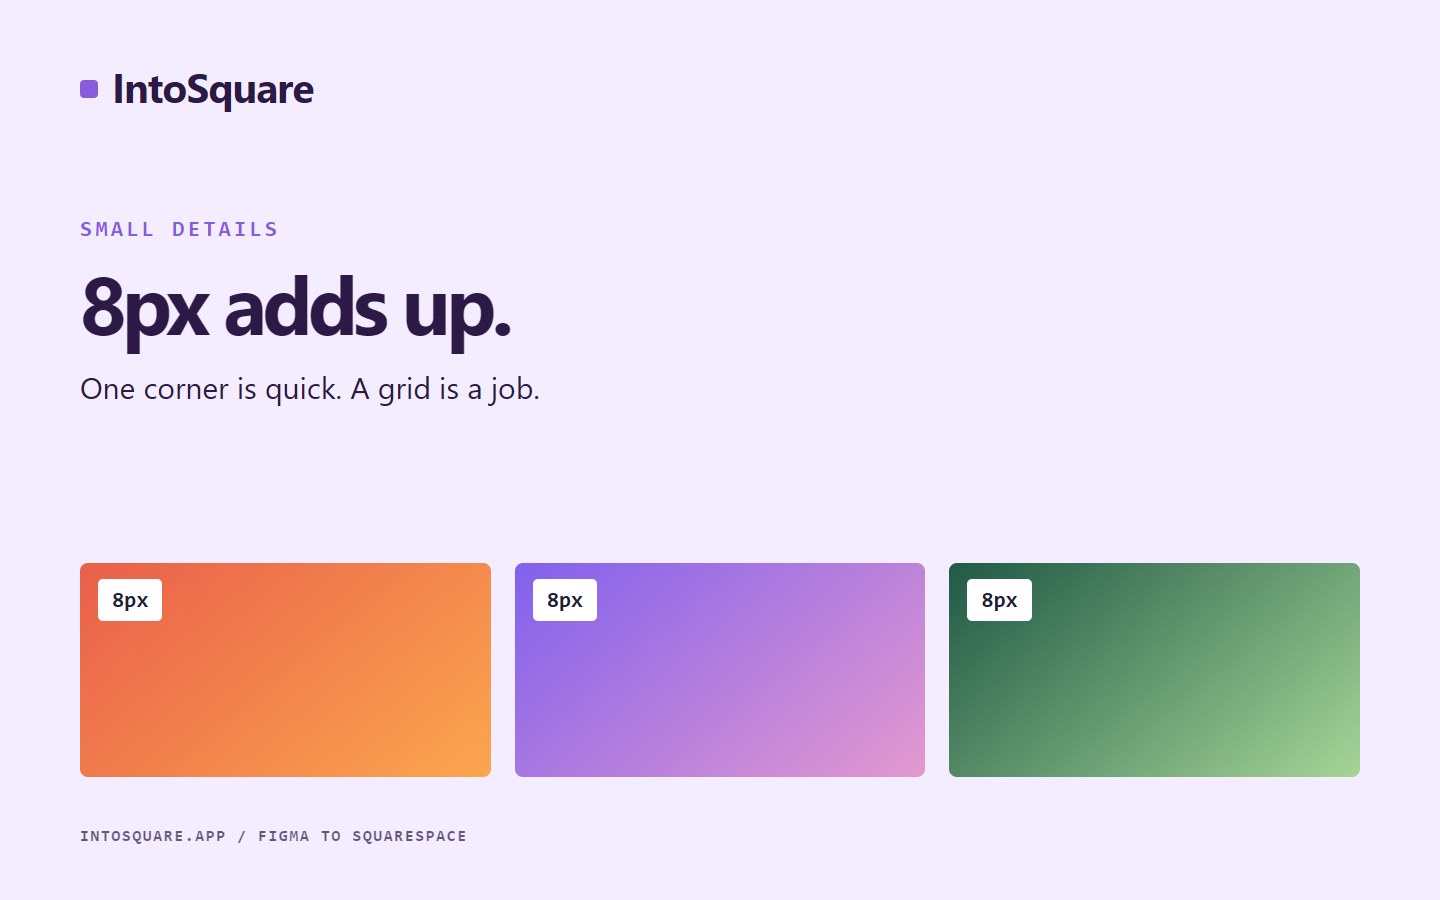 IntoSquare
SMALL DETAILS
8px adds up.
One corner is quick. A grid is a job.
8px
8px
8px
INTOSQUARE.APP / FIGMA TO SQUARESPACE